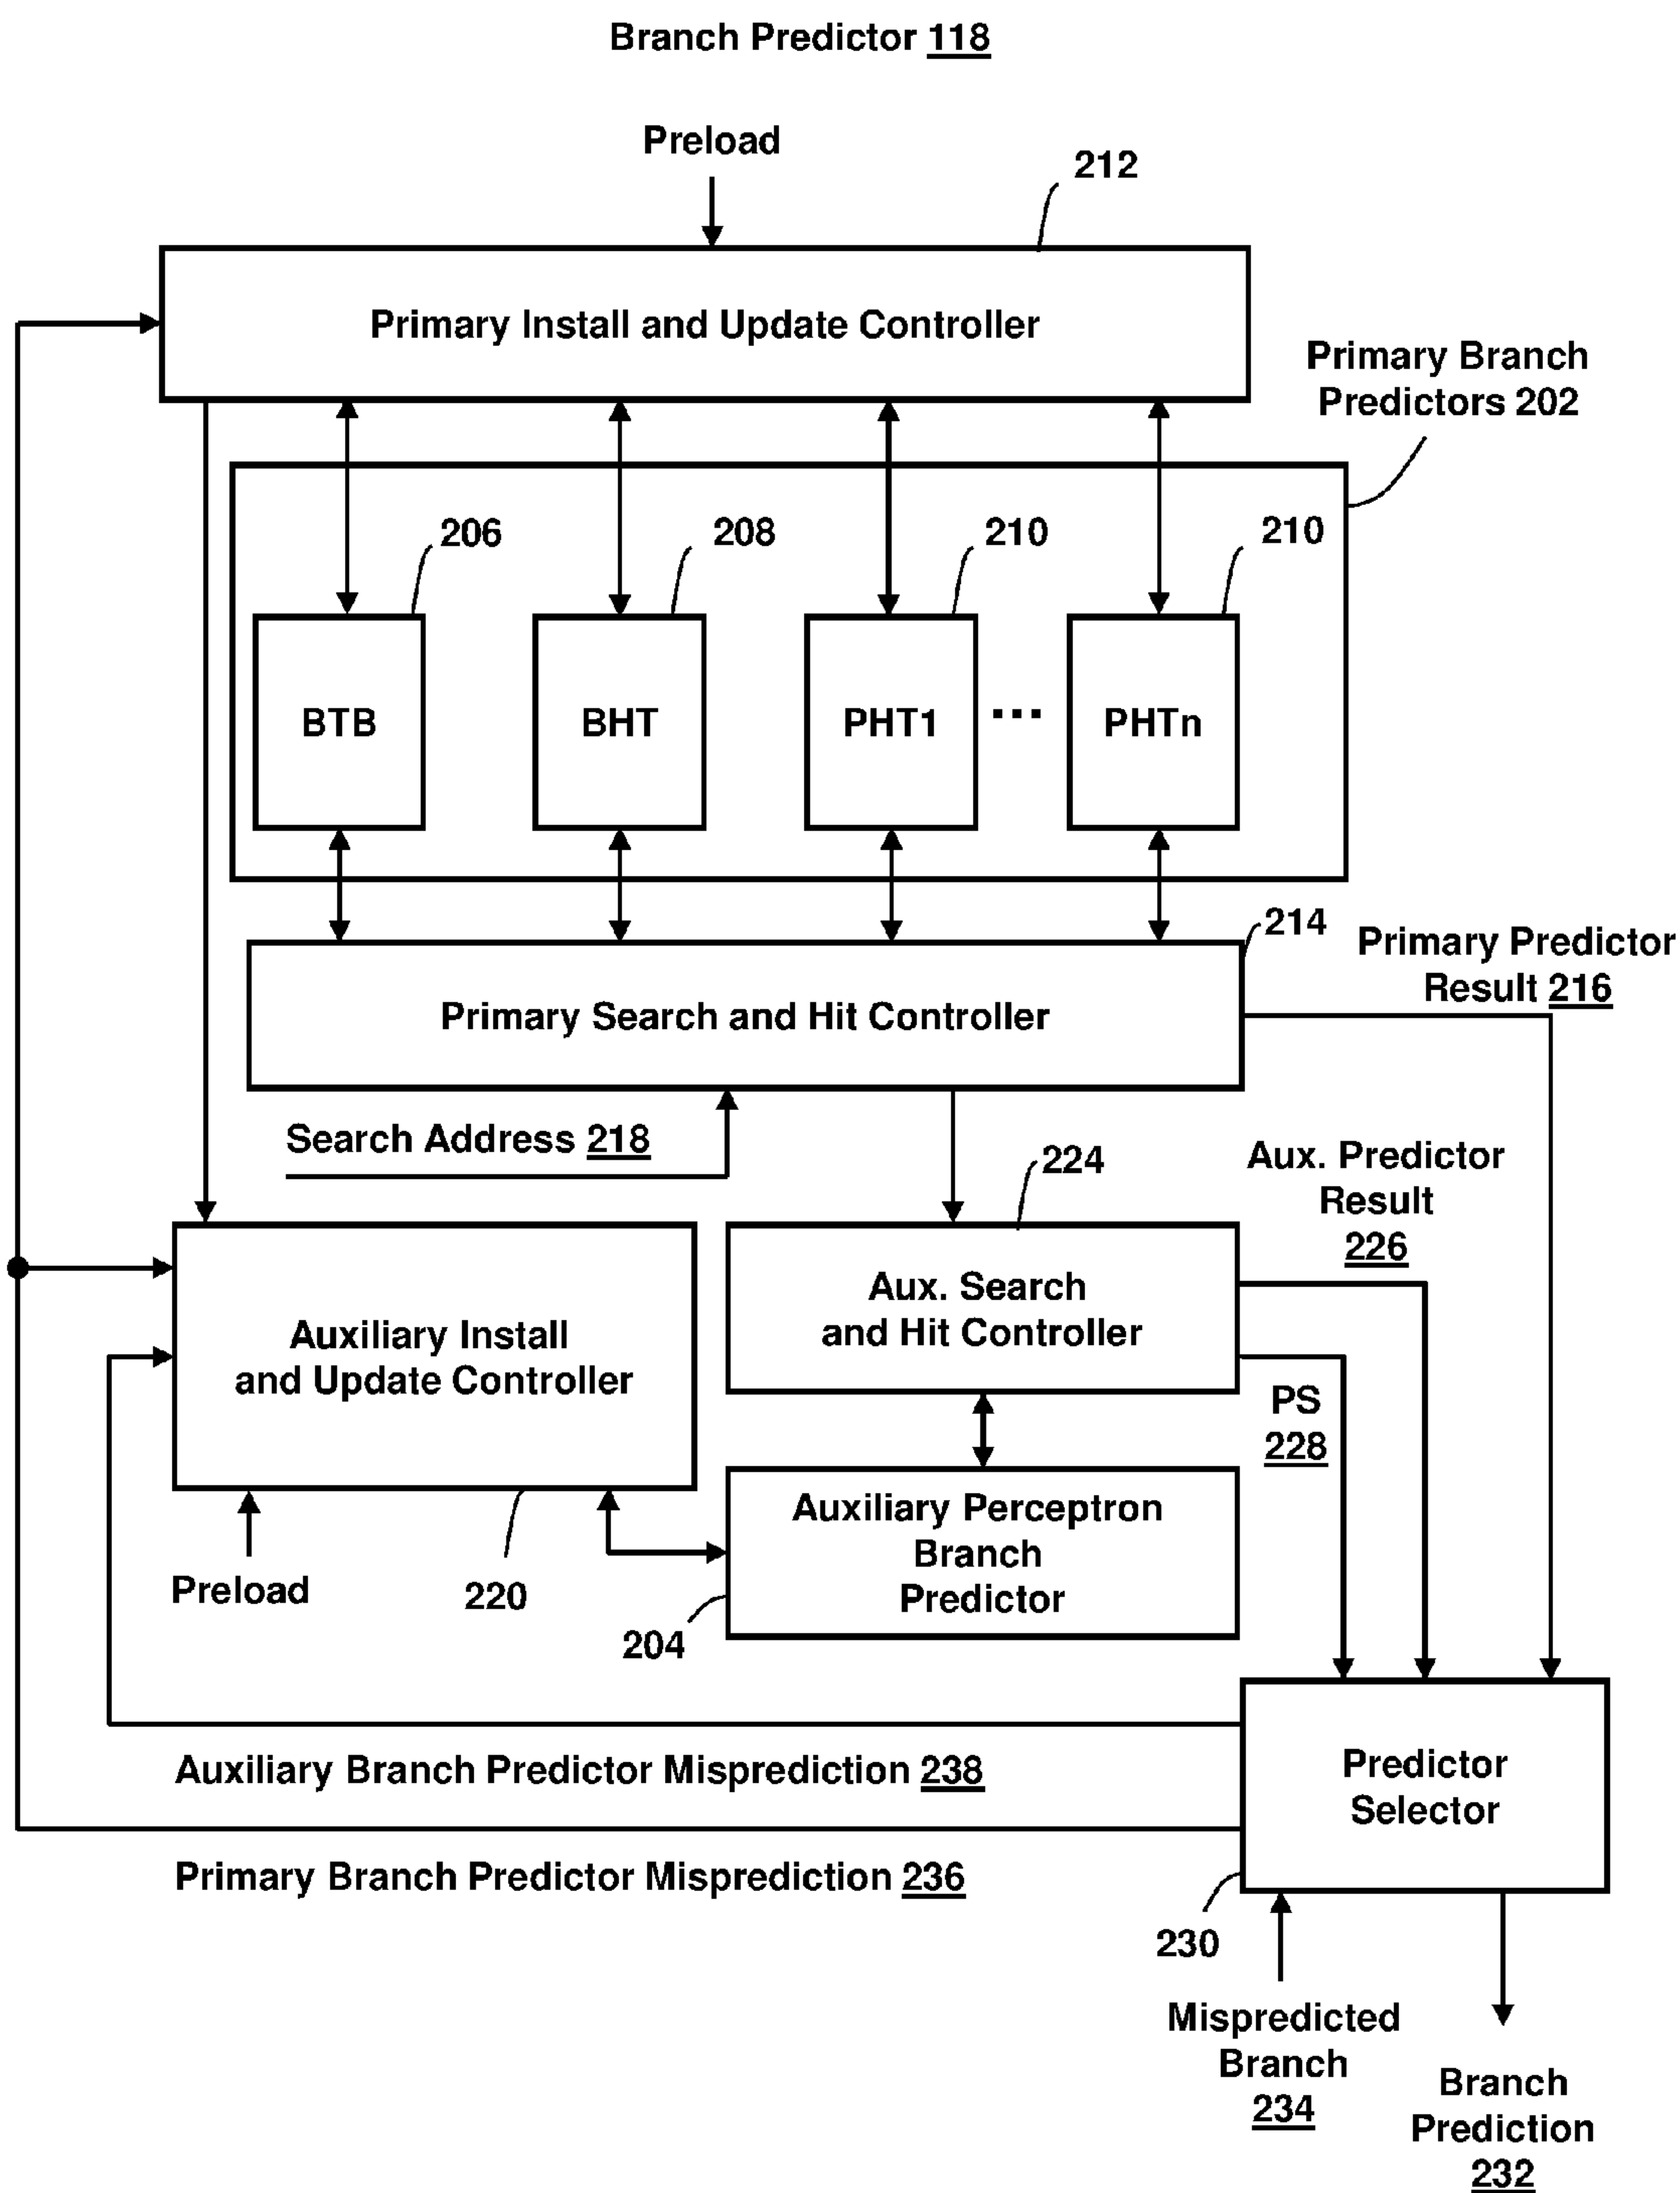 Branch Predictor 118
Preload
212
Primary Install and Update Controller
Primary Branch
Predictors 202
206
208
210
210
BTB
BHT
PHT1
...
PHTn
214
Primary Predictor
Result 216
Primary Search and Hit Controller
Search Address 218
224
Aux. Predictor
Result
226
Aux. Search
and Hit Controller
Auxiliary Install
and Update Controller
PS
228
Auxiliary Perceptron
Branch
Predictor
Preload
220
204
Auxiliary Branch Predictor Misprediction 238
Predictor
Selector
Primary Branch Predictor Misprediction 236
230
Mispredicted
Branch
234
Branch
Prediction
232